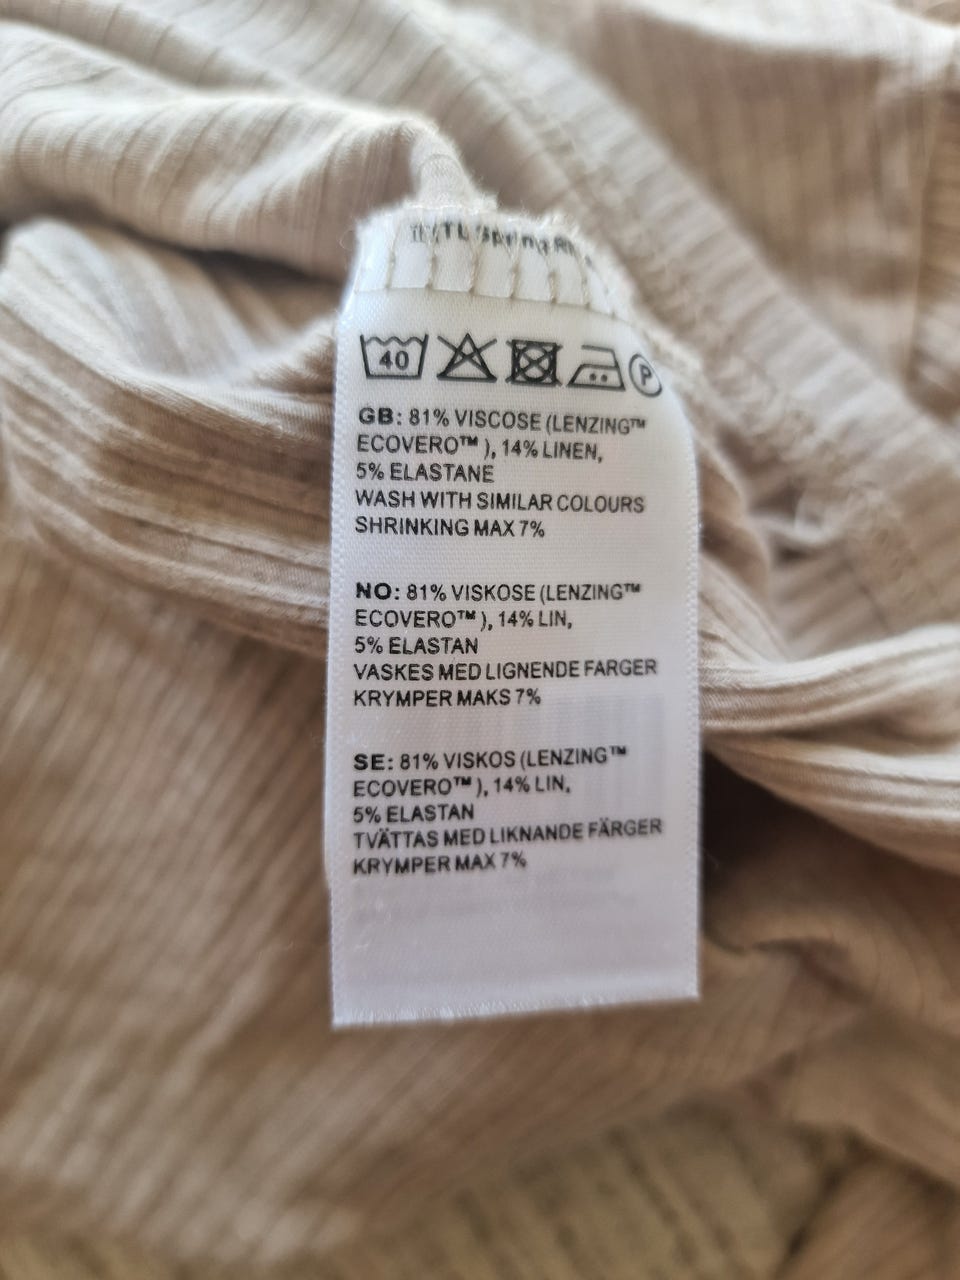 40
P
GB: 81% VISCOSE (LENZING™
ECOVERO™ ), 14% LINEN,
5% ELASTANE
WASH WITH SIMILAR COLOURS
SHRINKING MAX 7%
NO: 81% VISKOSE (LENZING™
ECOVERO™ ), 14% LIN,
5% ELASTAN
VASKES MED LIGNENDE FARGER
KRYMPER MAKS 7%
SE: 81% VISKOS (LENZING™
ECOVERO™ ), 14% LIN,
5% ELASTAN
TVÄTTAS MED LIKNANDE FÄRGER
KRYMPER MAX 7%